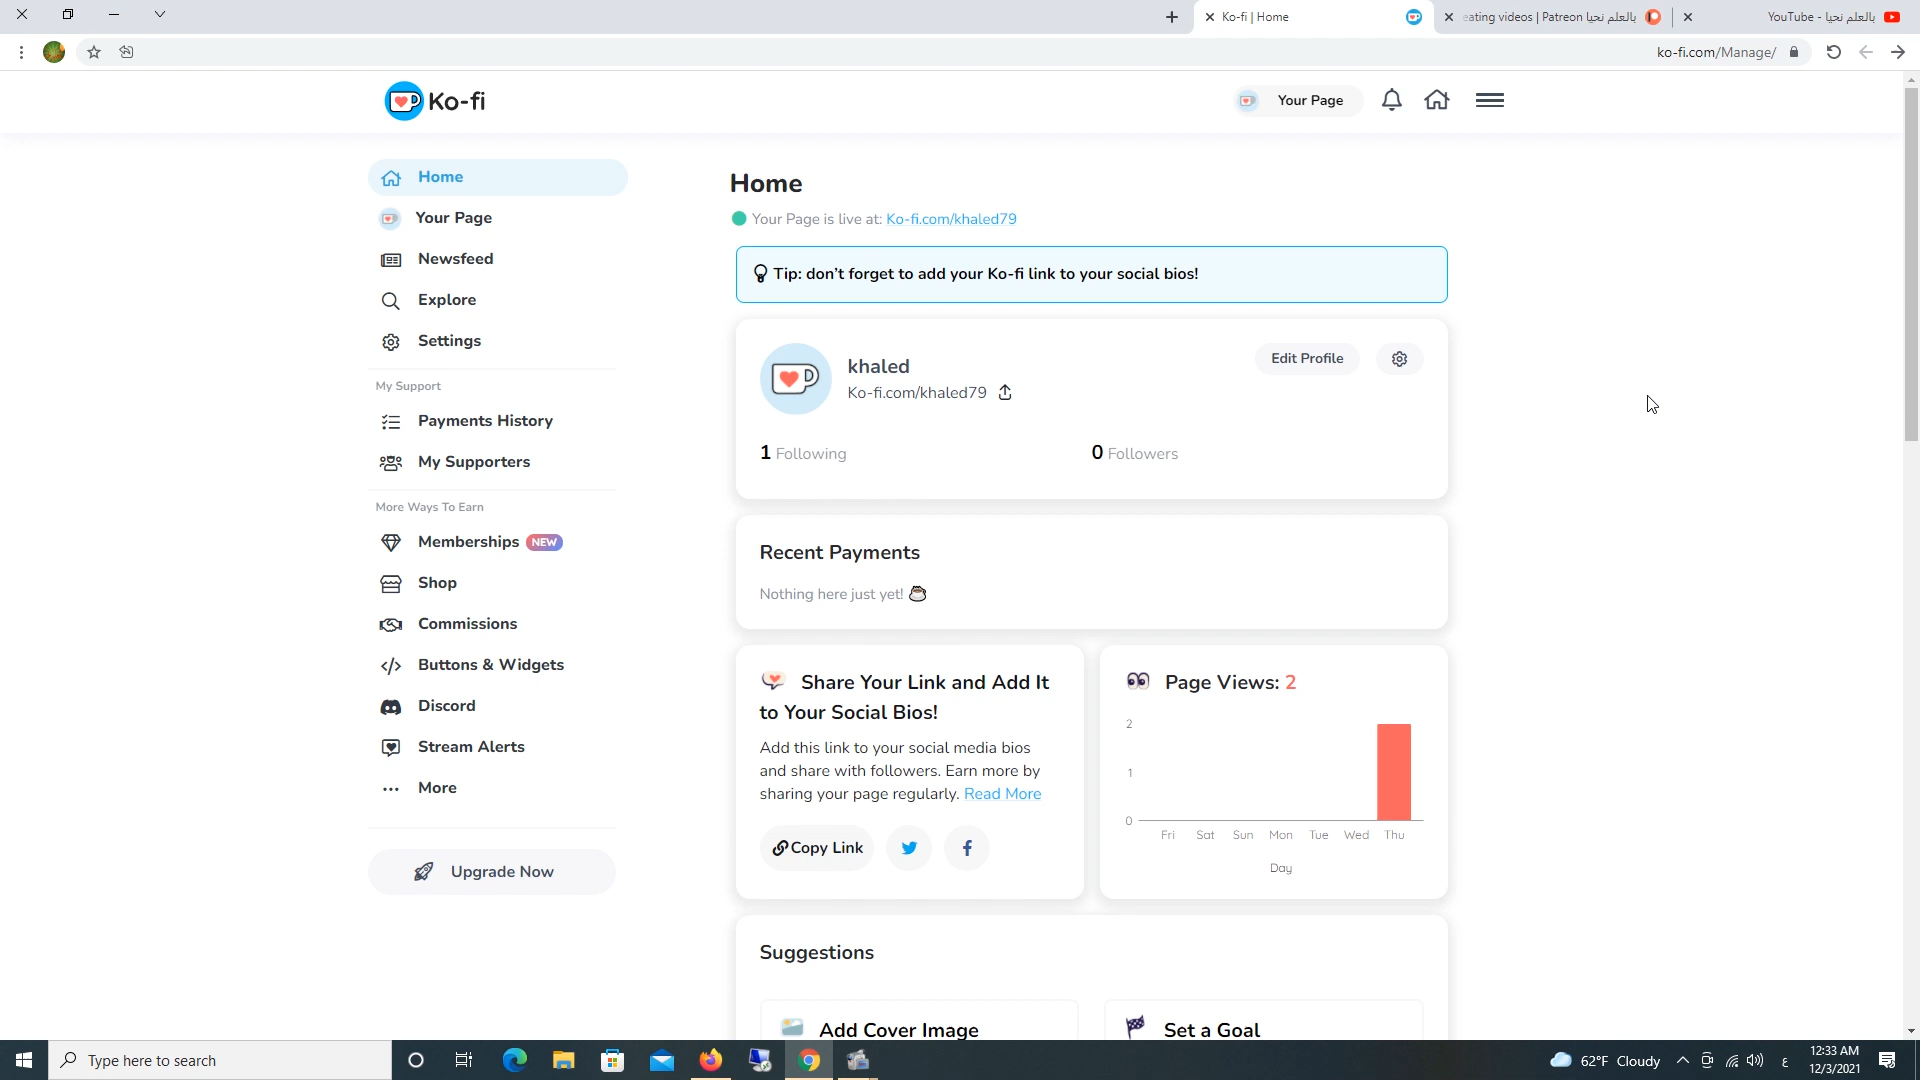 Ko-fi | Home
eating videos | Patreon بالعلم نحيا
YouTube - بالعلم نحيا
ko-fi.com/Manage/
Ko-fi
Your Page
Home
Your Page
Newsfeed
Explore
Settings
My Support
Payments History
My Supporters
More Ways To Earn
Memberships NEW
Shop
Commissions
Buttons & Widgets
Discord
Stream Alerts
More
Upgrade Now
Home
Your Page is live at: Ko-fi.com/khaled79
Tip: don’t forget to add your Ko-fi link to your social bios!
khaled
Ko-fi.com/khaled79
Edit Profile
1 Following
0 Followers
Recent Payments
Nothing here just yet!
Share Your Link and Add It
to Your Social Bios!
Add this link to your social media bios
and share with followers. Earn more by
sharing your page regularly. Read More
Copy Link
Page Views: 2
2
1
0
Fri Sat Sun Mon Tue Wed Thu
Day
Suggestions
Add Cover Image
Set a Goal
Type here to search
62°F Cloudy
ع
12:33 AM
12/3/2021